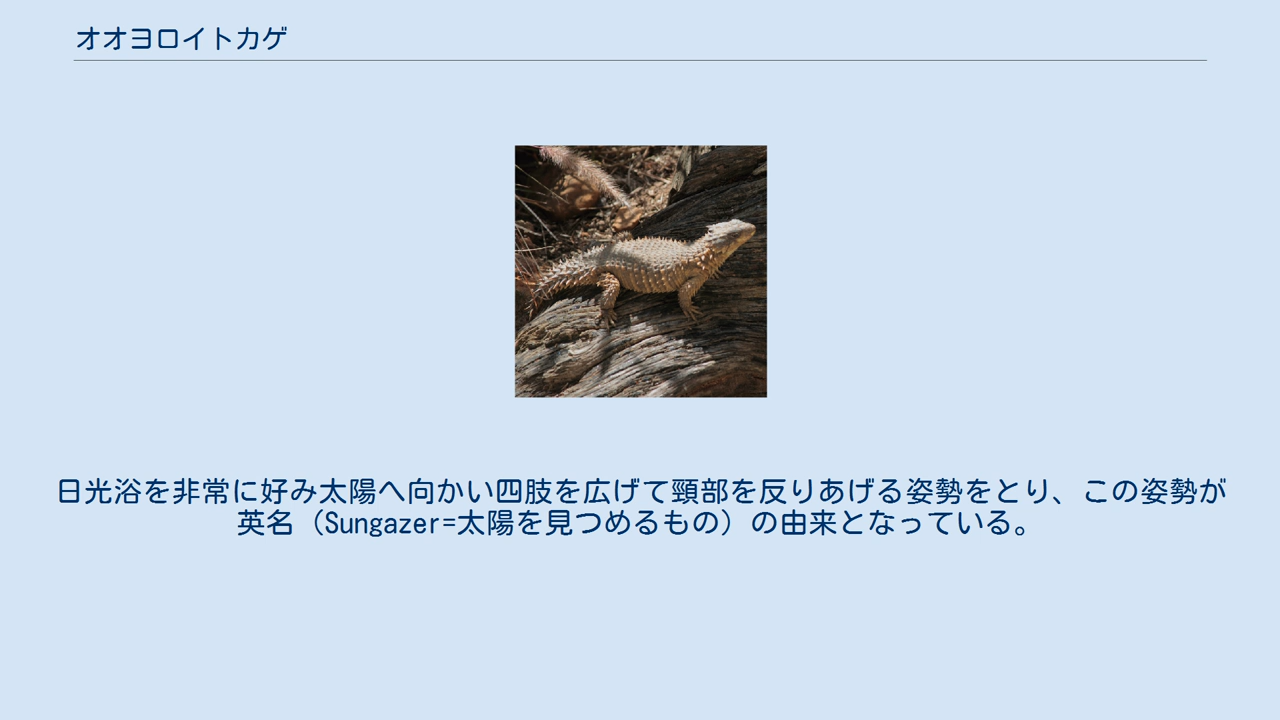 オオヨロイトカゲ
日光浴を非常に好み太陽へ向かい四肢を広げて頸部を反りあげる姿勢をとり、この姿勢が
英名（Sungazer=太陽を見つめるもの）の由来となっている。